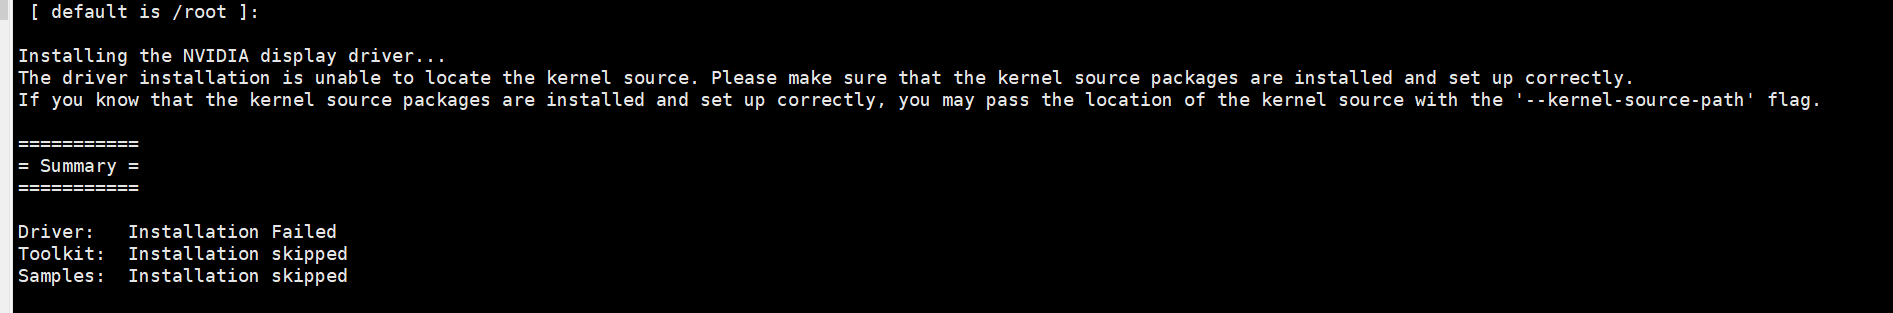 [ default is /root ]:
Installing the NVIDIA display driver...
The driver installation is unable to locate the kernel source. Please make sure that the kernel source packages are installed and set up correctly.
If you know that the kernel source packages are installed and set up correctly, you may pass the location of the kernel source with the '--kernel-source-path' flag.
===========
= Summary =
===========
Driver:   Installation Failed
Toolkit:  Installation skipped
Samples:  Installation skipped